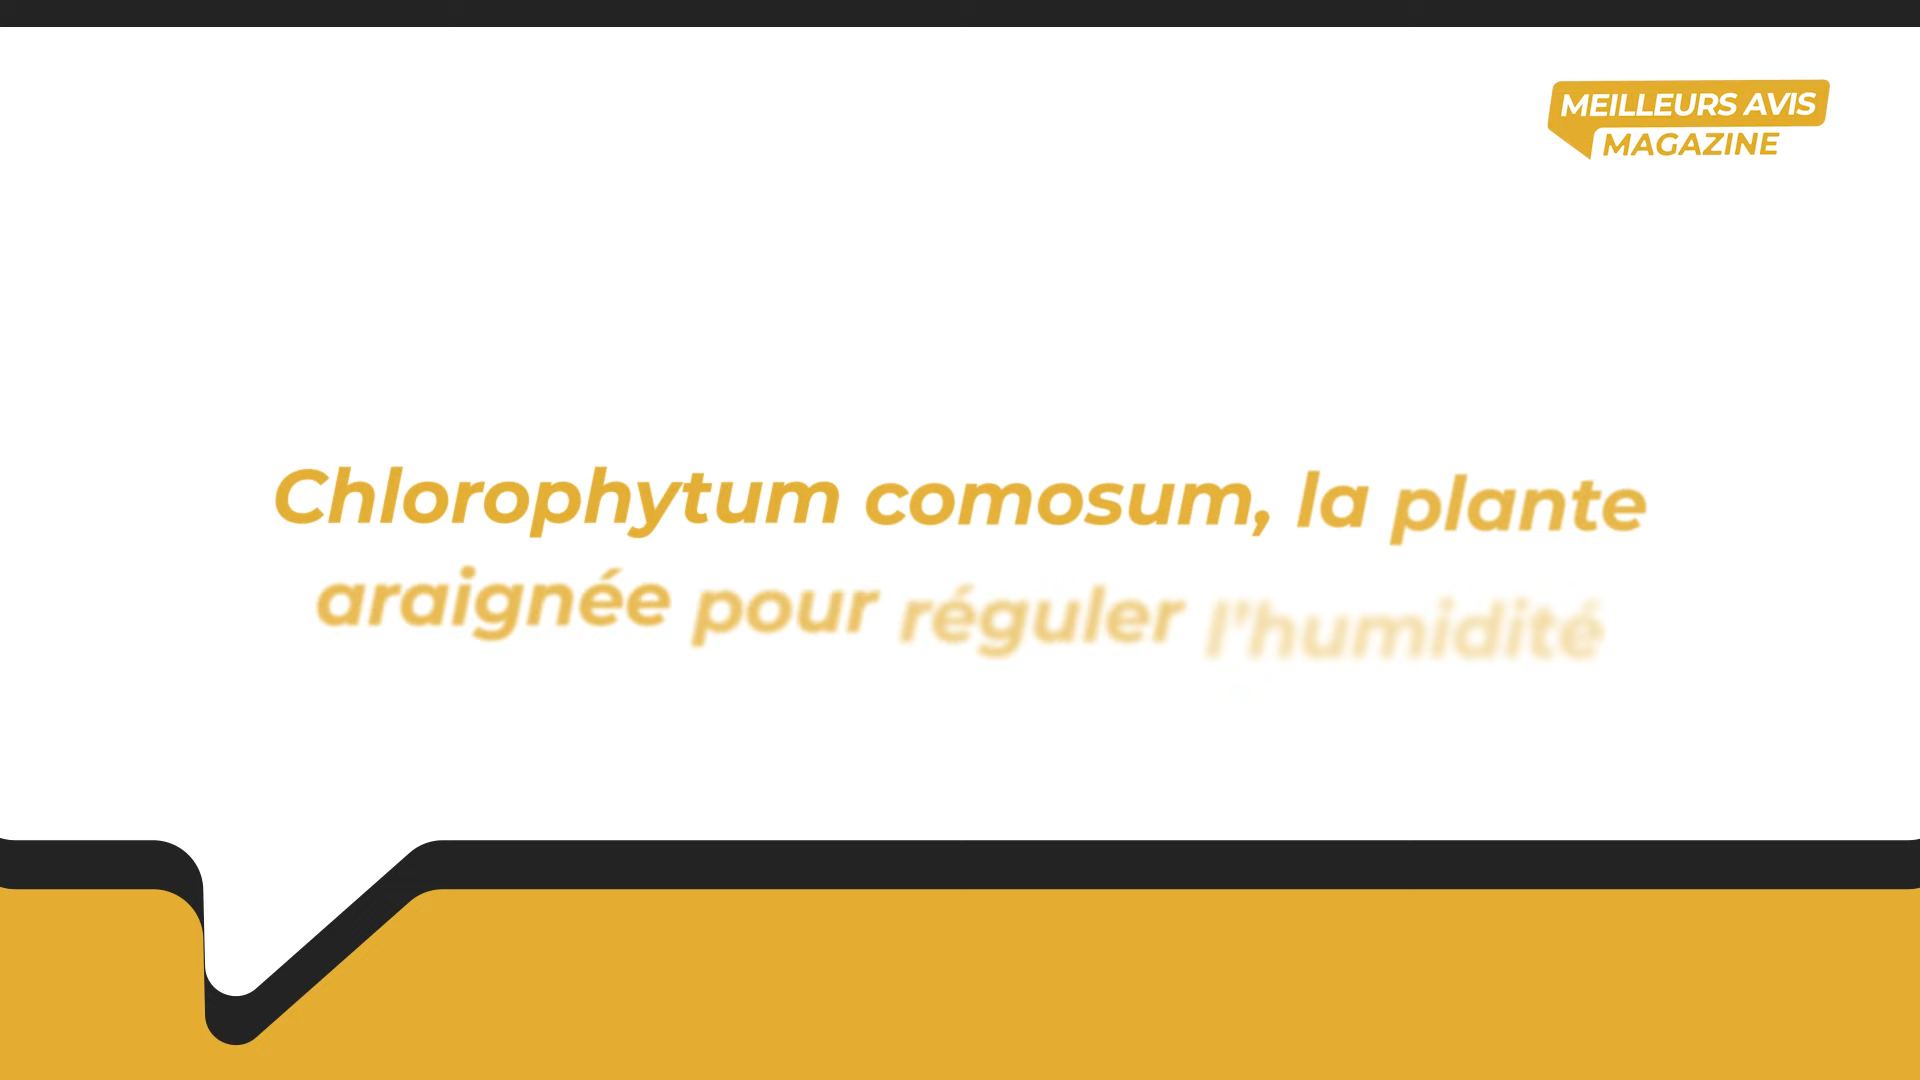 MEILLEURS AVIS
MAGAZINE
Chlorophytum comosum, la plante
araignée pour réguler l'humidité